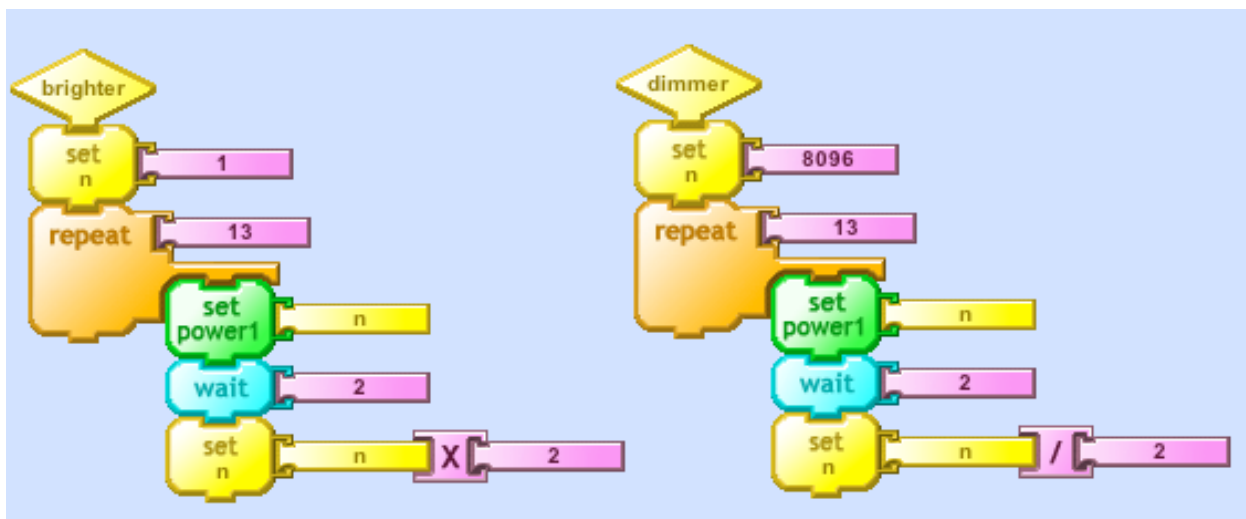 brighter
set
n
1
repeat
13
set
power1
n
wait
2
set
n
n
X
2
dimmer
set
n
8096
repeat
13
set
power1
n
wait
2
set
n
n
/
2